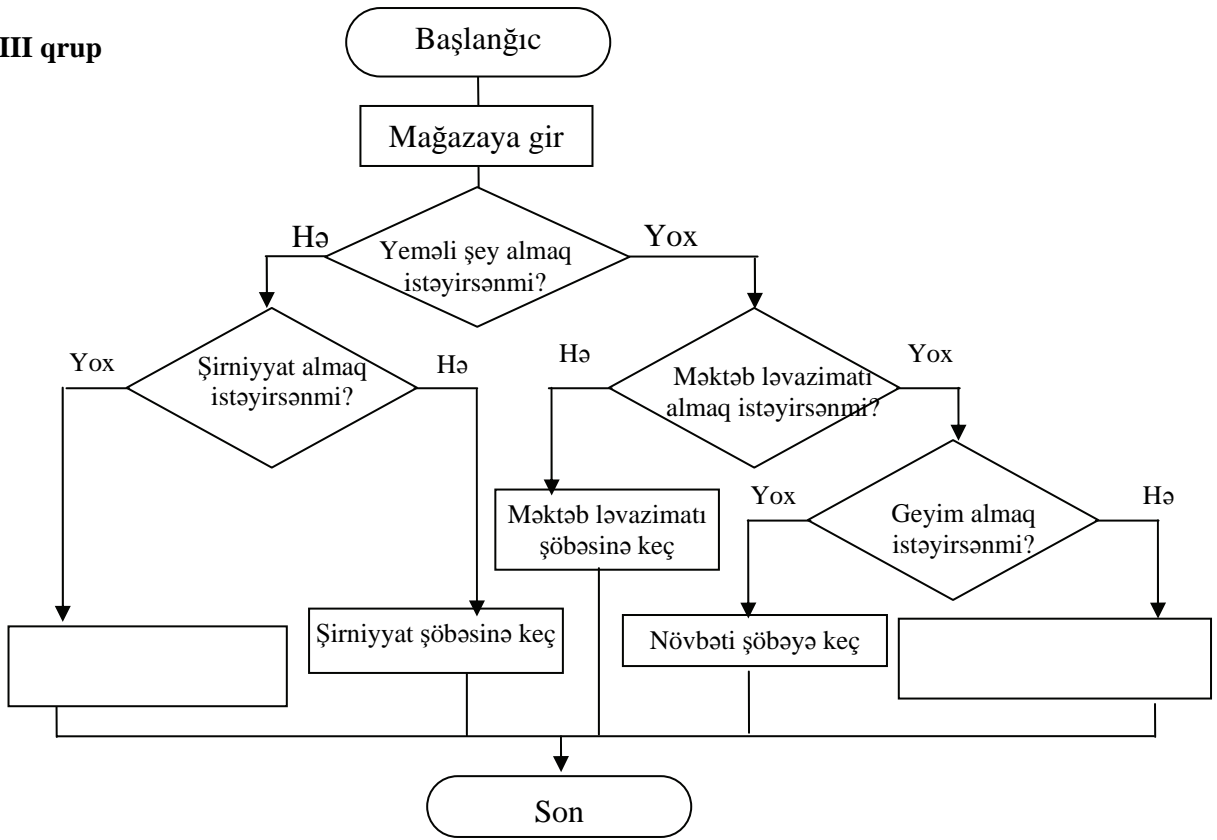 III qrup
Başlanğıc
Mağazaya gir
Hə
Yox
Yeməli şey almaq
istəyirsənmi?
Yox
Şirniyyat almaq
istəyirsənmi?
Hə
Hə
Məktəb ləvazimatı
almaq istəyirsənmi?
Yox
Məktəb ləvazimatı
şöbəsinə keç
Yox
Geyim almaq
istəyirsənmi?
Hə
Şirniyyat şöbəsinə keç
Növbəti şöbəyə keç
Son